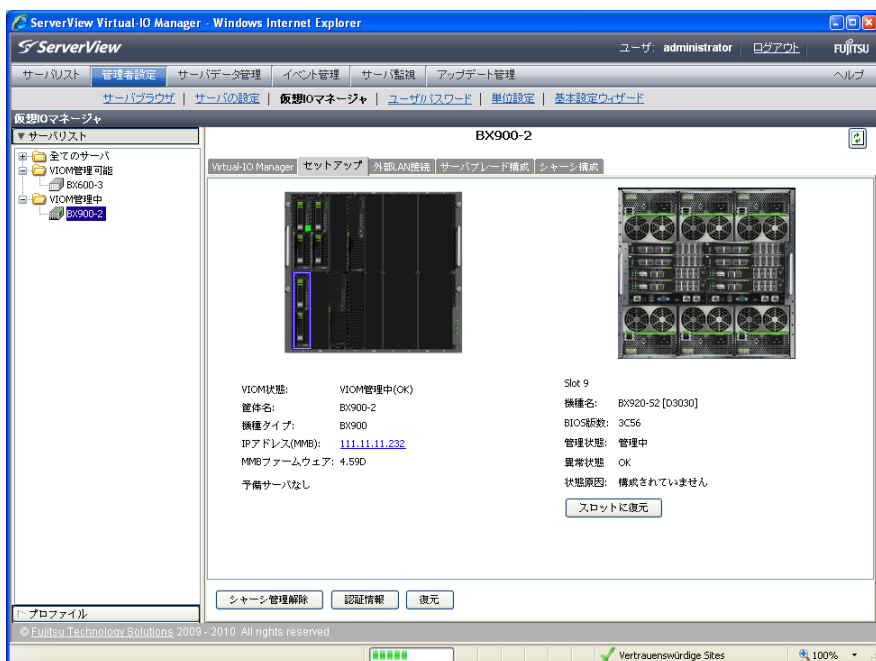 ServerView Virtual-IO Manager - Windows Internet Explorer
ServerView
ユーザ: administrator ログアウト FUJITSU
サーバリスト 管理者設定 サーバデータ管理 イベント管理 サーバ監視 アップデート管理 ヘルプ
サーバブラウザ | サーバの設定 | 仮想IOマネージャ | ユーザパスワード | 単位設定 | 基本設定ウィザード
仮想IOマネージャ
▼サーバリスト
BX900-2
全てのサーバ
VIOM管理可能
BX600-3
VIOM管理中
BX900-2
Virtual-IO Manager セットアップ 外部LAN接続 サーバブレード構成 シャーシ構成
VIOM状態: VIOM管理中(OK)
筐体名: BX900-2
機種タイプ: BX900
IPアドレス(MMB): 111.11.11.232
MMBファームウェア: 4.59D
予備サーバなし
Slot 9
機種名: BX920-S2 [D3030]
BIOS版数: 3C56
管理状態: 管理中
異常状態 OK
状態原因: 構成されていません
スロットに復元
シャーシ管理解除 認証情報 復元
▷プロファイル
© Fujitsu Technology Solutions 2009 - 2010 All rights reserved
Vertrauenswürdige Sites 100%